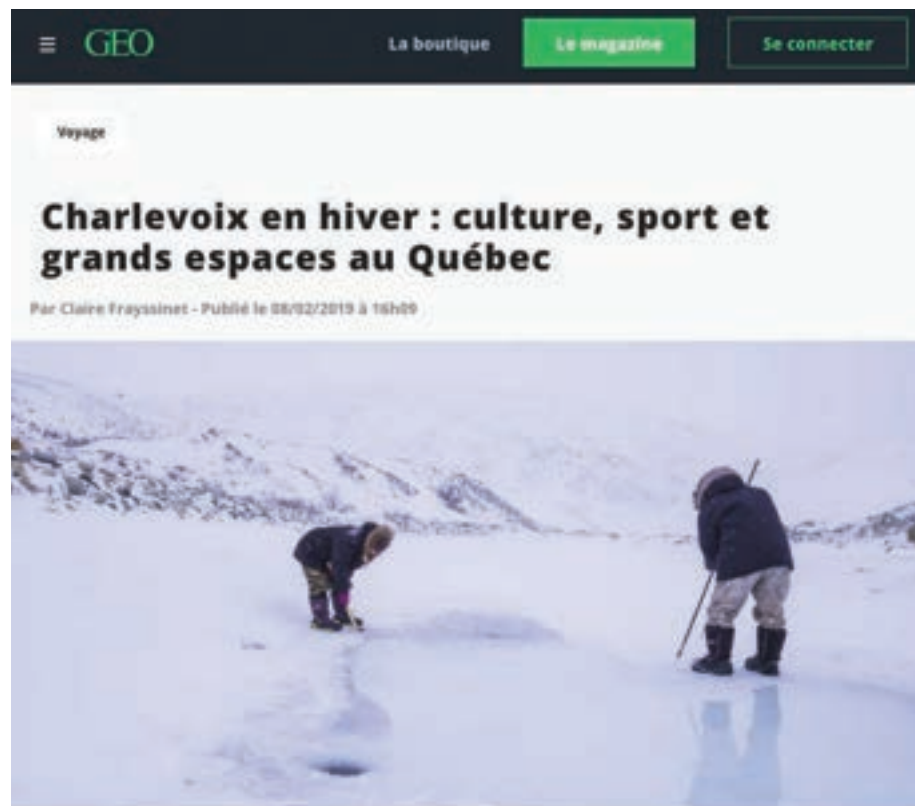 GEO
La boutique
Le magazine
Se connecter
Voyage
Charlevoix en hiver : culture, sport et
grands espaces au Québec
Par Claire Frayssinet - Publié le 08/02/2019 à 16h09